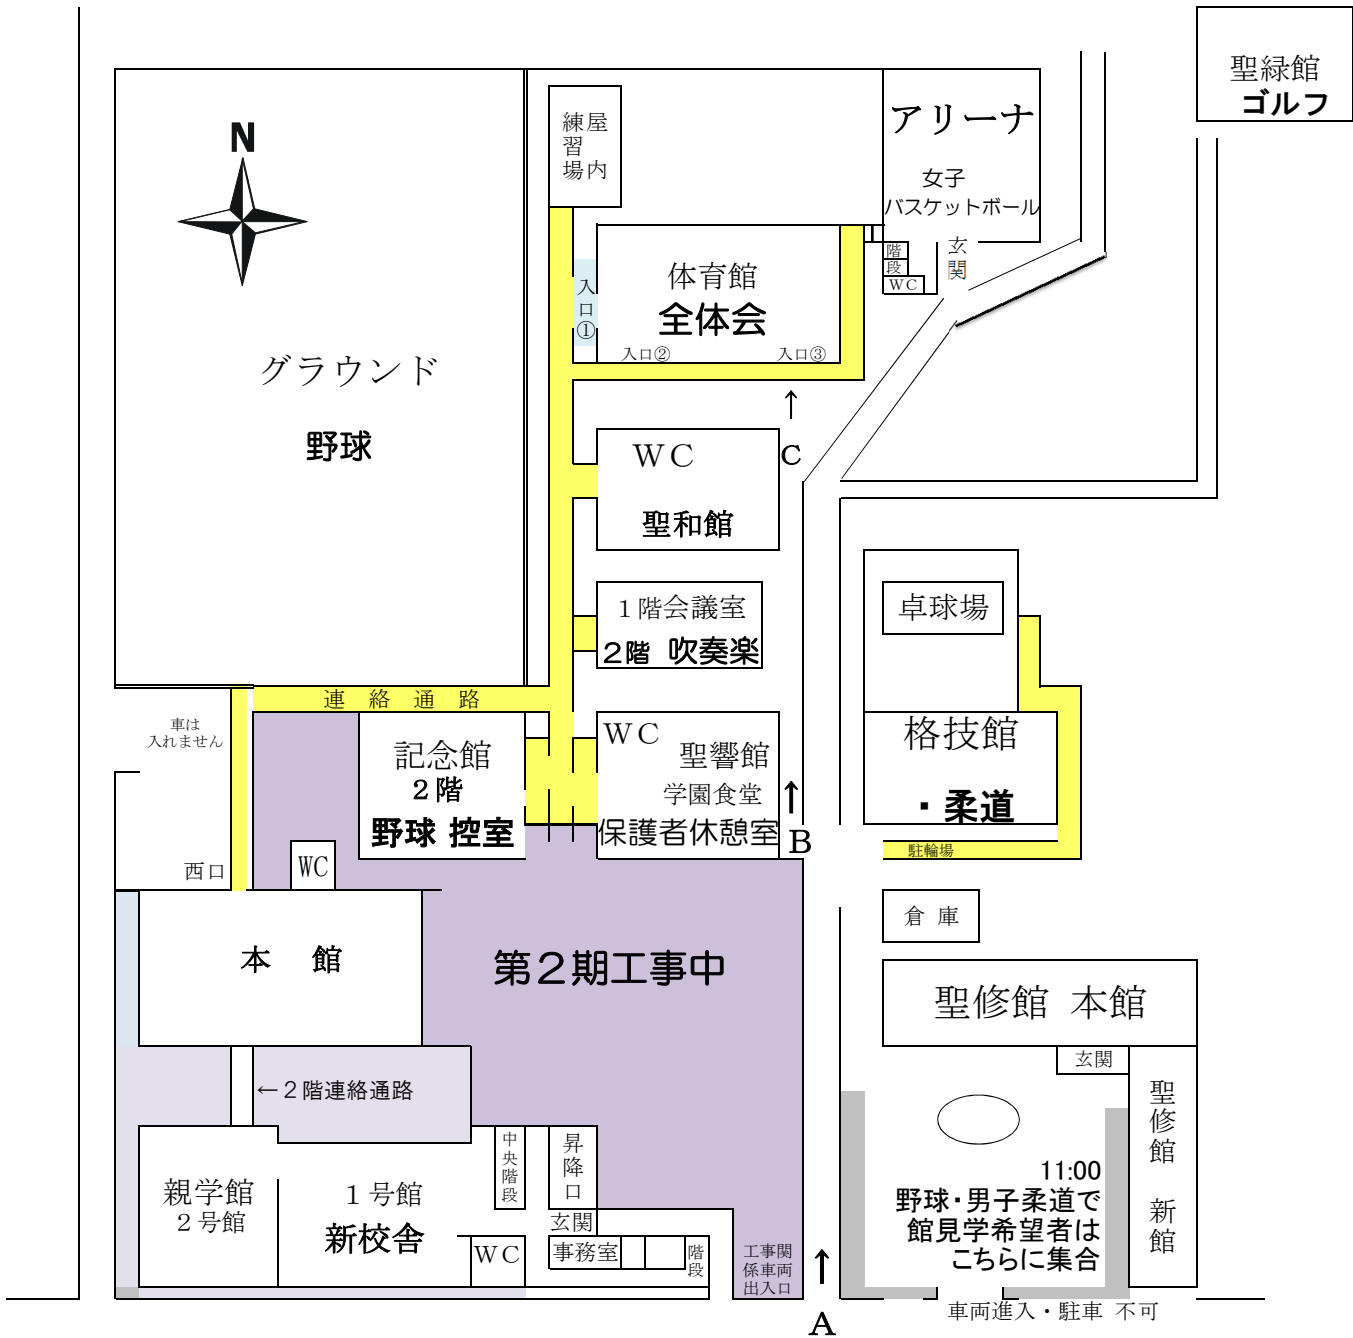 聖緑館
ゴルフ
N
屋内
練習場
アリーナ
女子
バスケットボール
階段
玄関
WC
体育館
全体会
入口①
入口②
入口③
グラウンド
野球
↑
C
WC
聖和館
1階会議室
2階 吹奏楽
卓球場
連 絡 通 路
車は
入れません
記念館
2階
野球 控室
WC
聖響館
学園食堂
保護者休憩室
↑
B
格技館
・柔道
駐輪場
西口
WC
倉 庫
本 館
第2期工事中
聖修館 本館
玄関
←2階連絡通路
聖修館 新館
中央階段
昇降口
親学館
2号館
1号館
新校舎
玄関
WC
事務室
階段
工事関
係車両
出入口
↑
A
11:00
野球・男子柔道で
館見学希望者は
こちらに集合
車両進入・駐車 不可